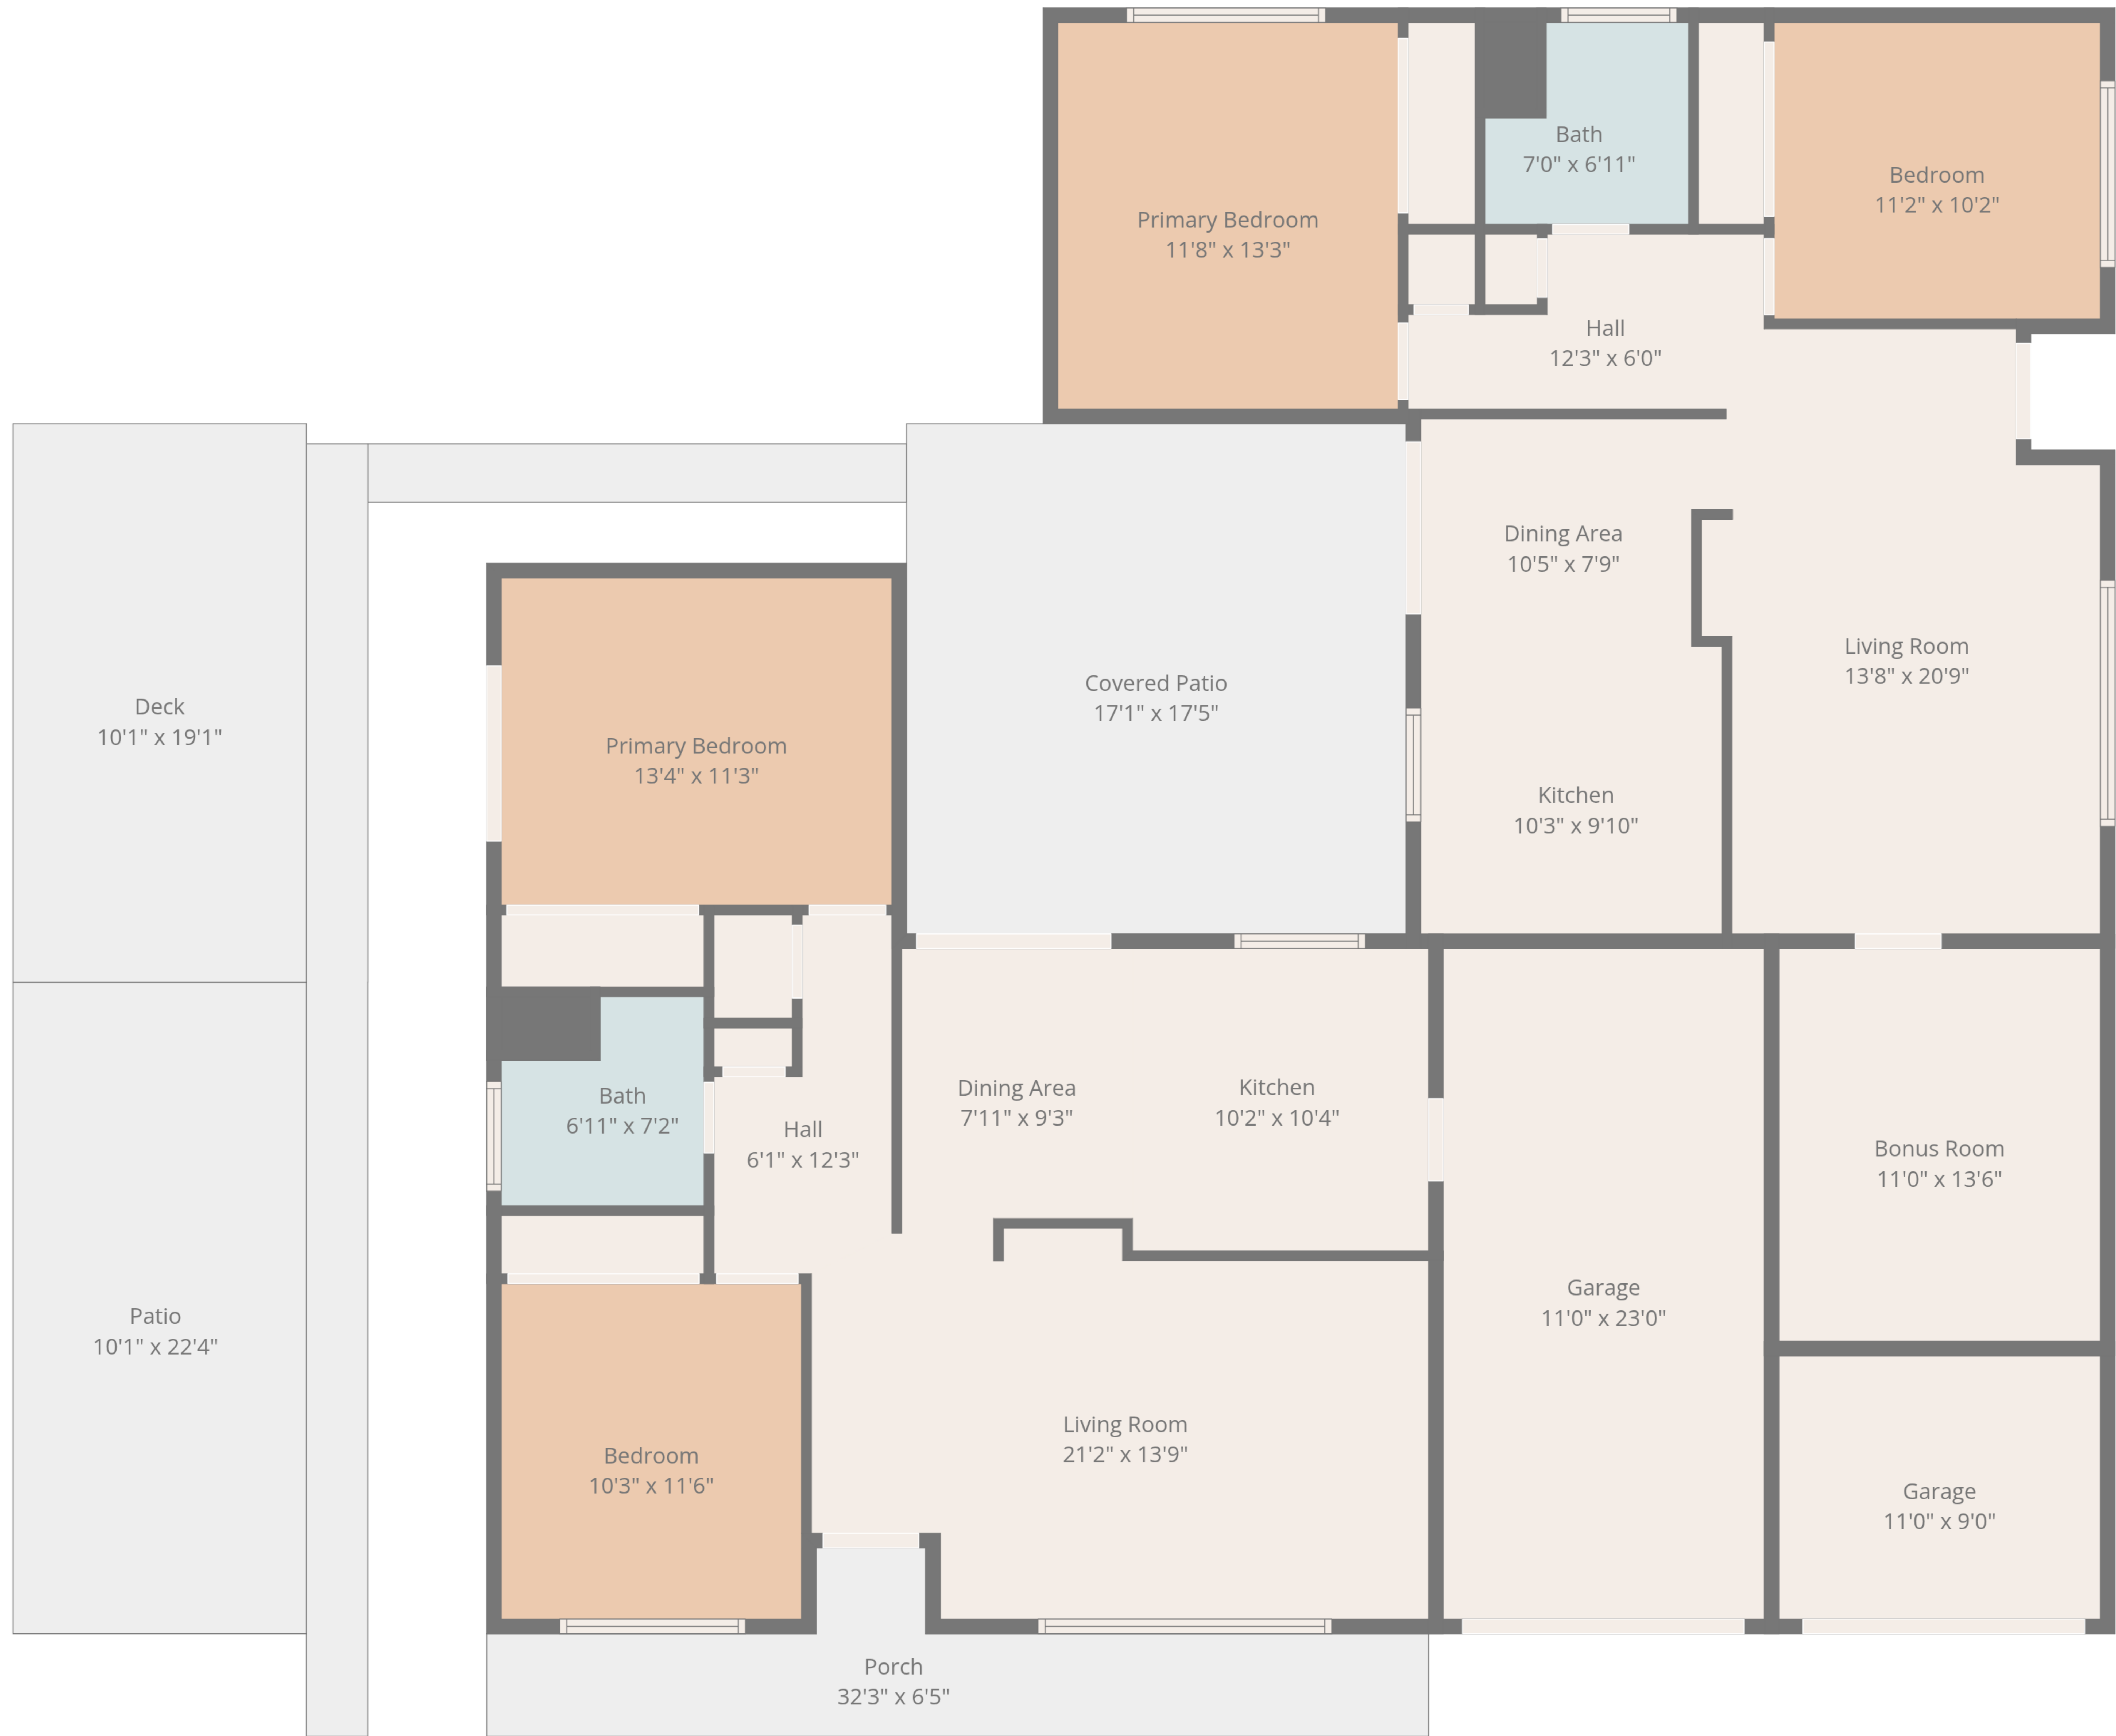 Bath
7'0" x 6'11"
Bedroom
11'2" x 10'2"
Primary Bedroom
11'8" x 13'3"
Hall
12'3" x 6'0"
Dining Area
10'5" x 7'9"
Living Room
13'8" x 20'9"
Covered Patio
17'1" x 17'5"
Deck
10'1" x 19'1"
Primary Bedroom
13'4" x 11'3"
Kitchen
10'3" x 9'10"
Bath
6'11" x 7'2"
Dining Area
7'11" x 9'3"
Kitchen
10'2" x 10'4"
Hall
6'1" x 12'3"
Bonus Room
11'0" x 13'6"
Garage
11'0" x 23'0"
Patio
10'1" x 22'4"
Living Room
21'2" x 13'9"
Bedroom
10'3" x 11'6"
Garage
11'0" x 9'0"
Porch
32'3" x 6'5"